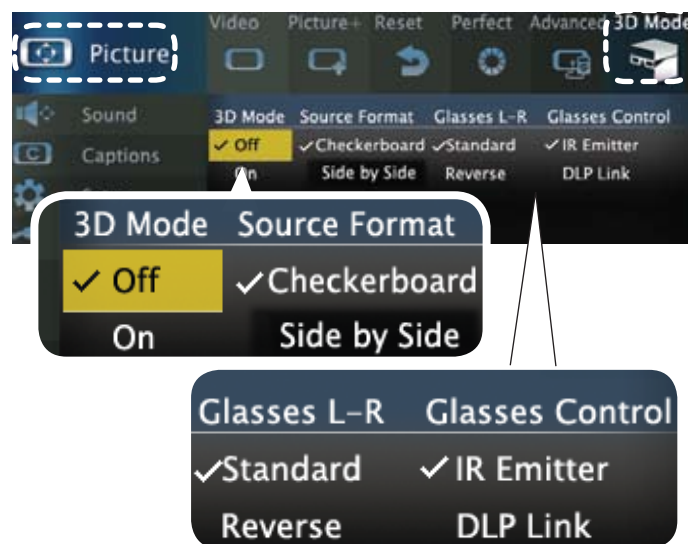 Video Picture+ Reset Perfect Advanced 3D Mode
Picture
Sound
Captions
3D Mode Source Format Glasses L–R Glasses Control
✓ Off ✓Checkerboard ✓Standard ✓IR Emitter
On Side by Side Reverse DLP Link
3D Mode Source Format
✓ Off ✓Checkerboard
On Side by Side
Glasses L–R Glasses Control
✓Standard ✓IR Emitter
Reverse DLP Link